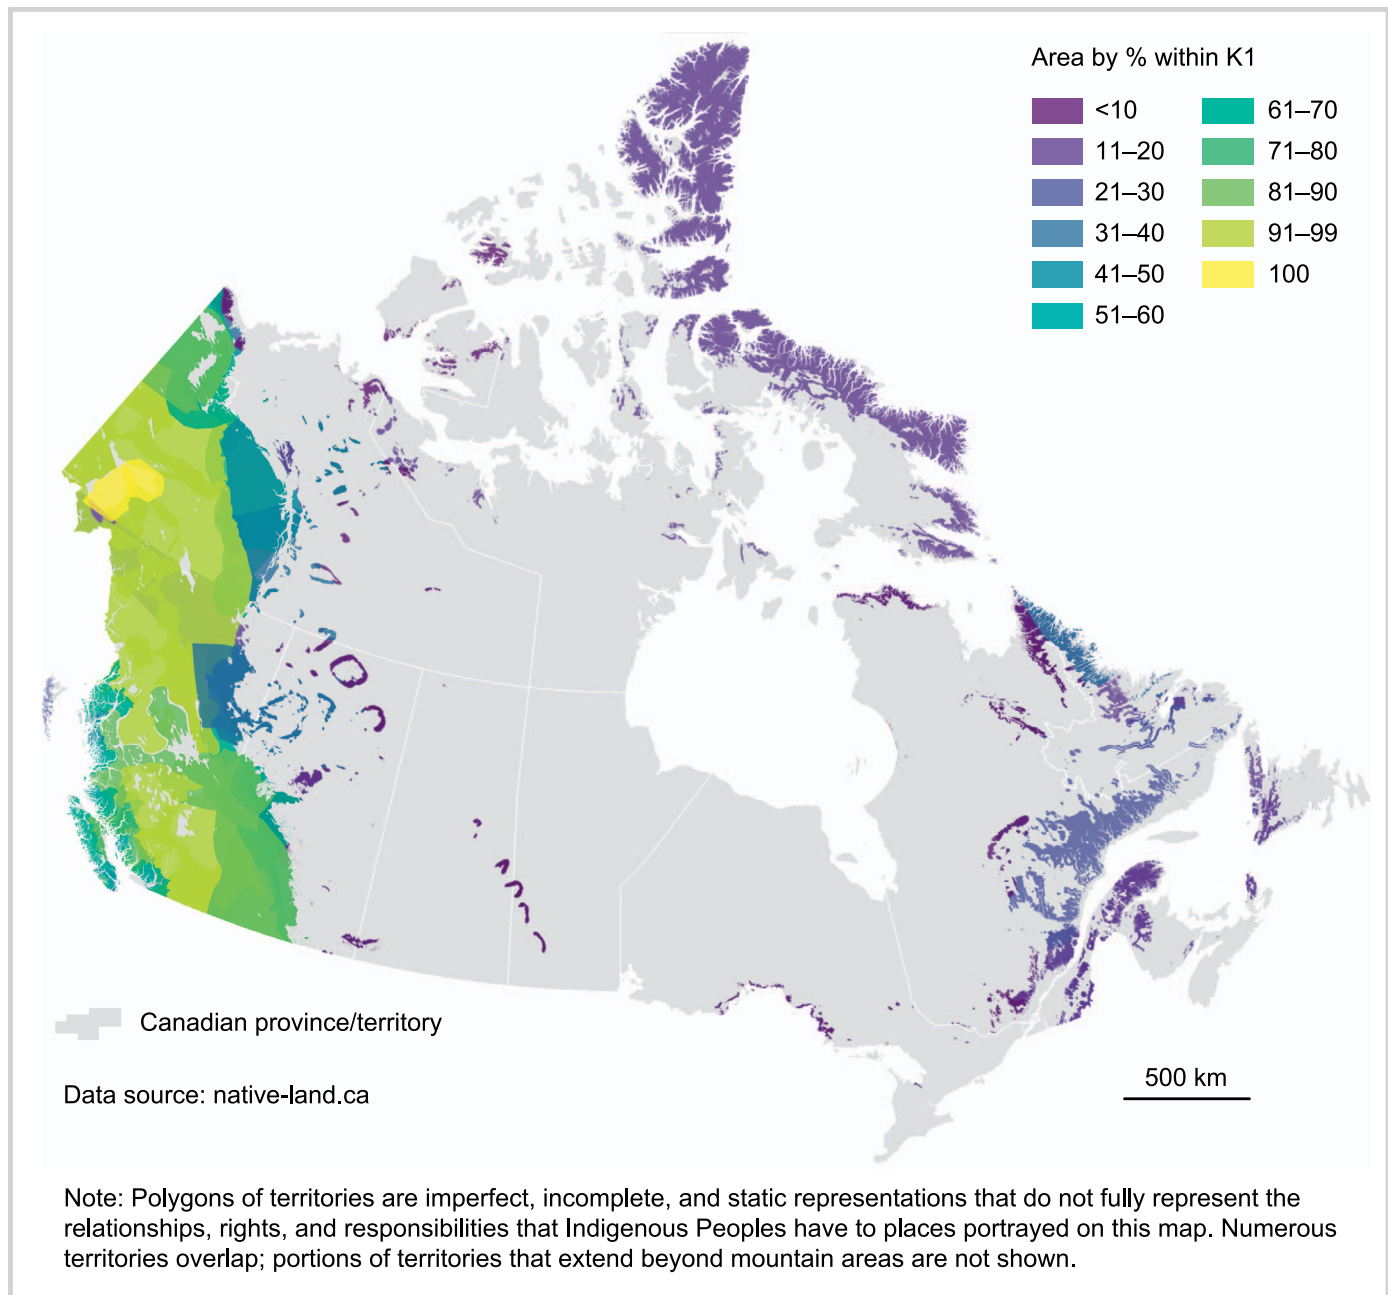 Area by % within K1
<10
11–20
21–30
31–40
41–50
51–60
61–70
71–80
81–90
91–99
100
Canadian province/territory
Data source: native-land.ca
500 km
Note: Polygons of territories are imperfect, incomplete, and static representations that do not fully represent the
relationships, rights, and responsibilities that Indigenous Peoples have to places portrayed on this map. Numerous
territories overlap; portions of territories that extend beyond mountain areas are not shown.